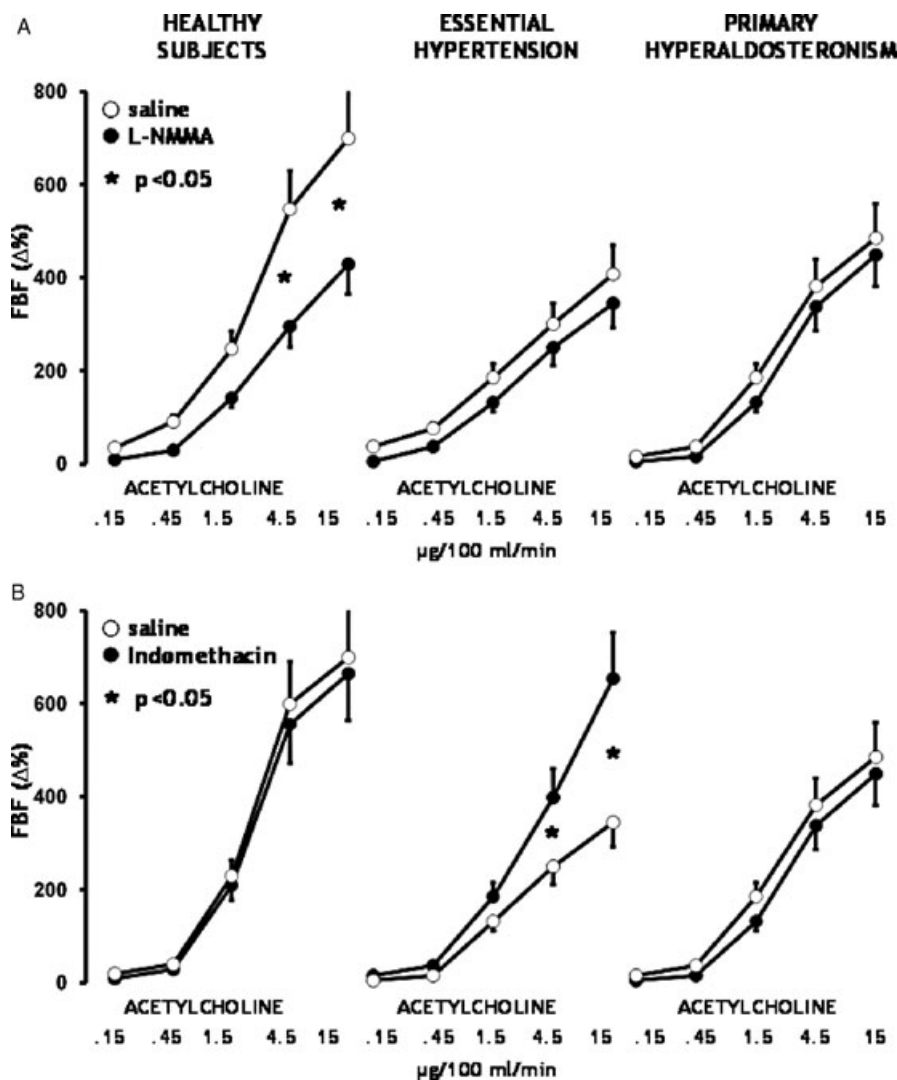 A
HEALTHY SUBJECTS
ESSENTIAL HYPERTENSION
PRIMARY HYPERALDOSTERONISM
800
600
400
200
0
FBF (Δ%)
saline
L-NMMA
* p<0.05
ACETYLCHOLINE ACETYLCHOLINE ACETYLCHOLINE
.15 .45 1.5 4.5 15 .15 .45 1.5 4.5 15 .15 .45 1.5 4.5 15
µg/100 ml/min
B
800
600
400
200
0
FBF (Δ%)
saline
Indomethacin
* p<0.05
ACETYLCHOLINE ACETYLCHOLINE ACETYLCHOLINE
.15 .45 1.5 4.5 15 .15 .45 1.5 4.5 15 .15 .45 1.5 4.5 15
µg/100 ml/min